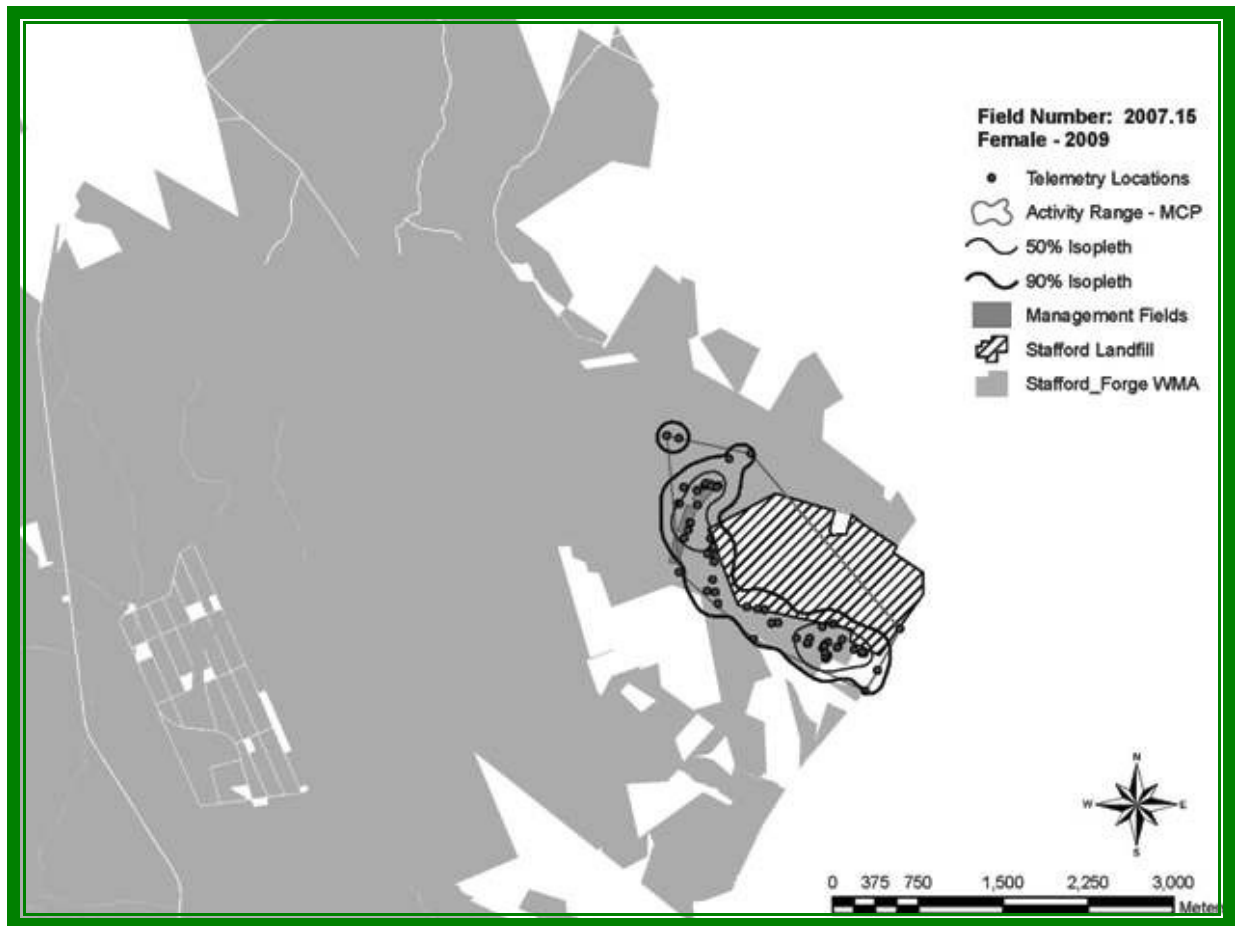 Field Number: 2007.15
Female - 2009
Telemetry Locations
Activity Range - MCP
50% Isopleth
90% Isopleth
Management Fields
Stafford Landfill
Stafford_Forge WMA
N
W E
S
0 375 750 1,500 2,250 3,000
Meter